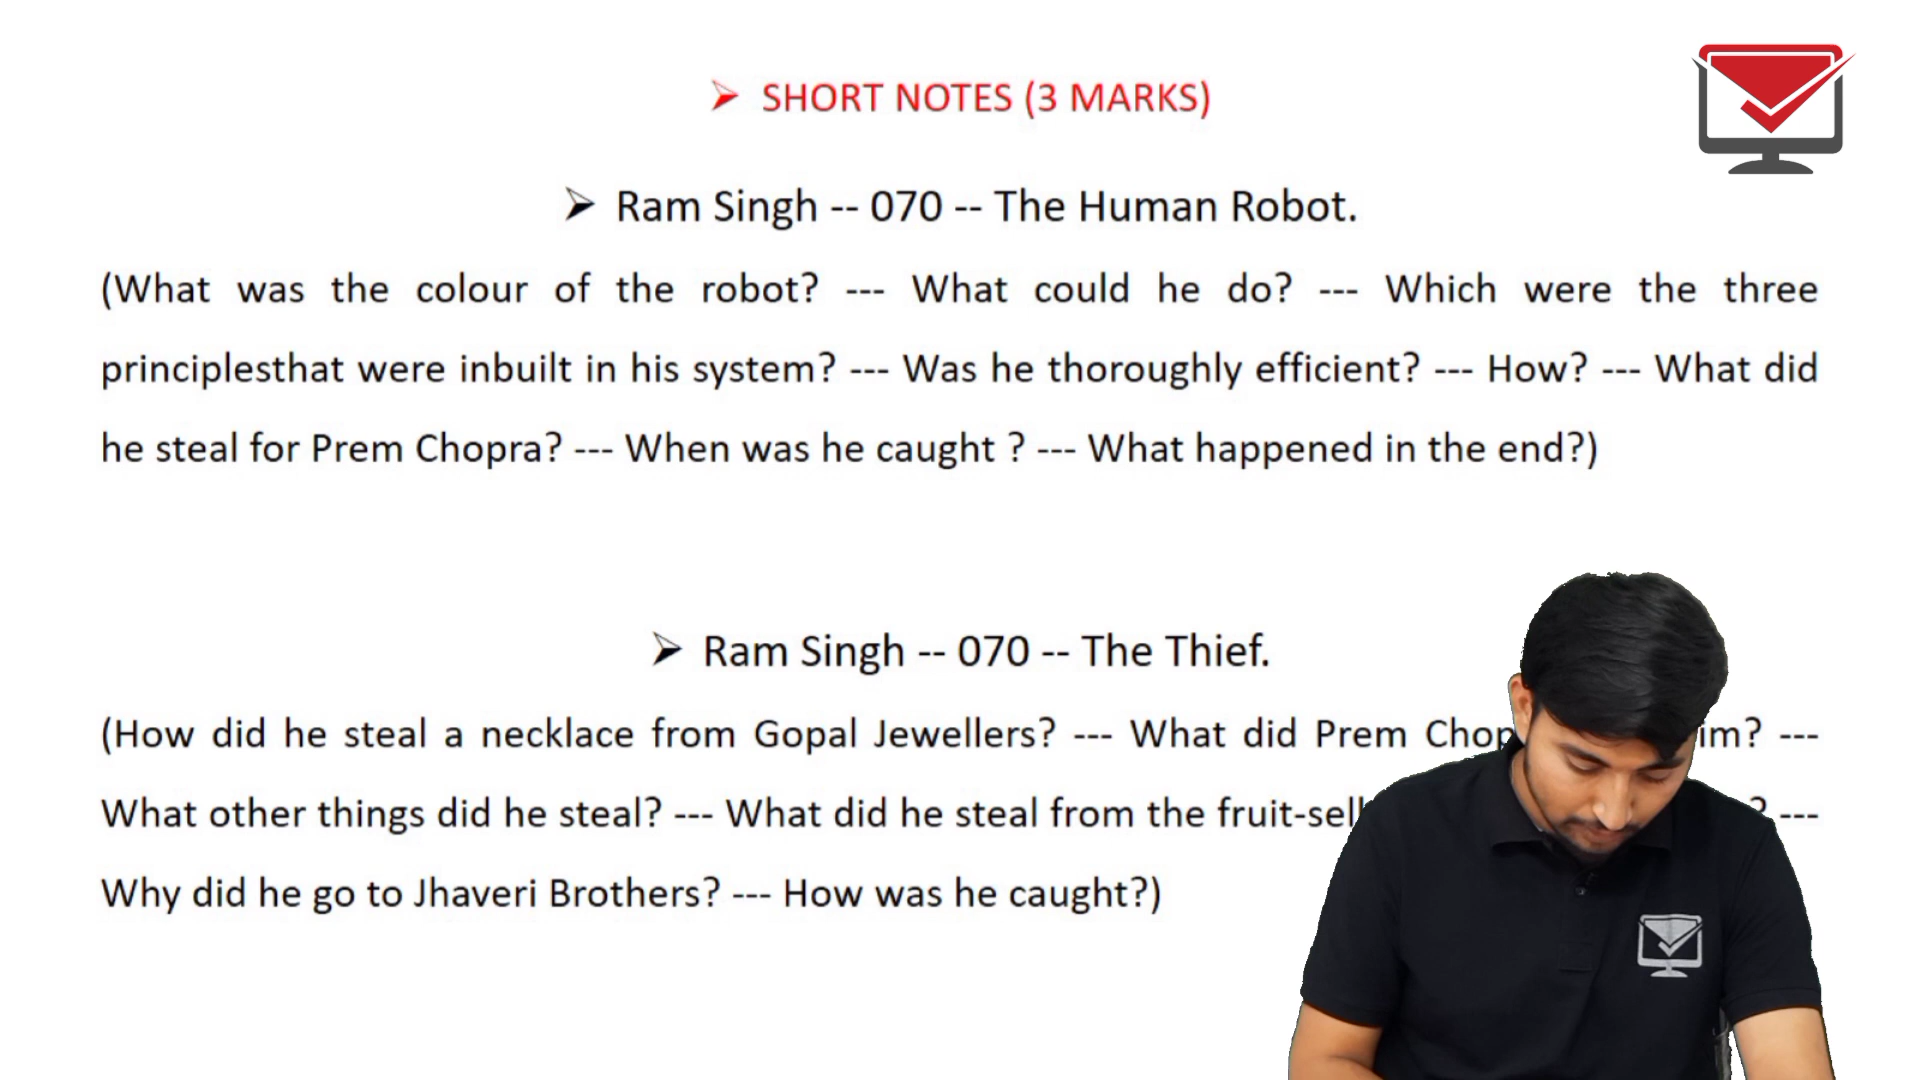 ➢ SHORT NOTES (3 MARKS)
➢ Ram Singh -- 070 -- The Human Robot.
(What was the colour of the robot? --- What could he do? --- Which were the three
principlesthat were inbuilt in his system? --- Was he thoroughly efficient? --- How? --- What did
he steal for Prem Chopra? --- When was he caught ? --- What happened in the end?)
➢ Ram Singh -- 070 -- The Thief.
(How did he steal a necklace from Gopal Jewellers? --- What did Prem ---
What other things did he steal? --- What did he steal from the ? ---
Why did he go to Jhaveri Brothers? --- How was he caught?)